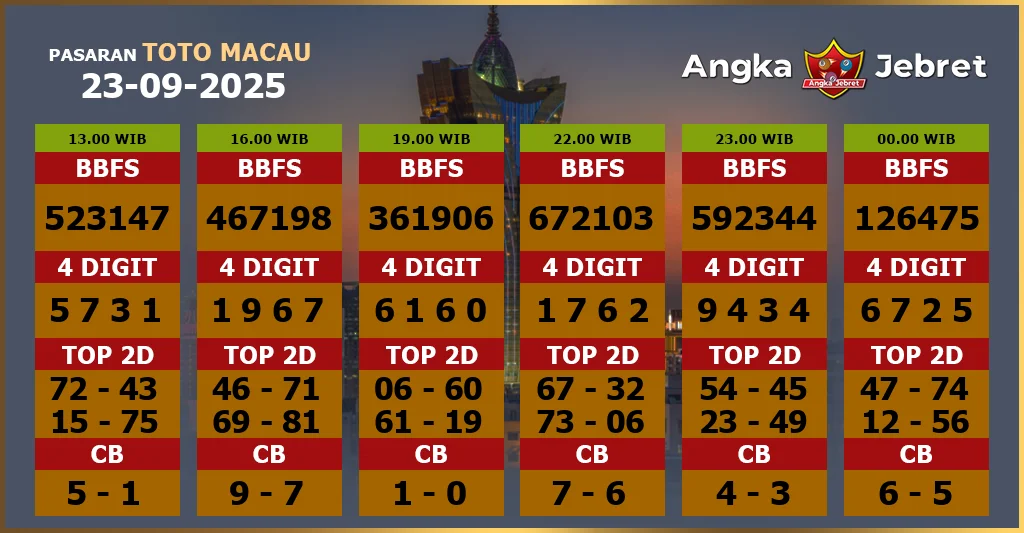 PASARAN TOTO MACAU
23-09-2025
Angka Jebret
Angka Jebret
13.00 WIB
BBFS
523147
4 DIGIT
5 7 3 1
TOP 2D
72 - 43
15 - 75
CB
5 - 1
16.00 WIB
BBFS
467198
4 DIGIT
1 9 6 7
TOP 2D
46 - 71
69 - 81
CB
9 - 7
19.00 WIB
BBFS
361906
4 DIGIT
6 1 6 0
TOP 2D
06 - 60
61 - 19
CB
1 - 0
22.00 WIB
BBFS
672103
4 DIGIT
1 7 6 2
TOP 2D
67 - 32
73 - 06
CB
7 - 6
23.00 WIB
BBFS
592344
4 DIGIT
9 4 3 4
TOP 2D
54 - 45
23 - 49
CB
4 - 3
00.00 WIB
BBFS
126475
4 DIGIT
6 7 2 5
TOP 2D
47 - 74
12 - 56
CB
6 - 5